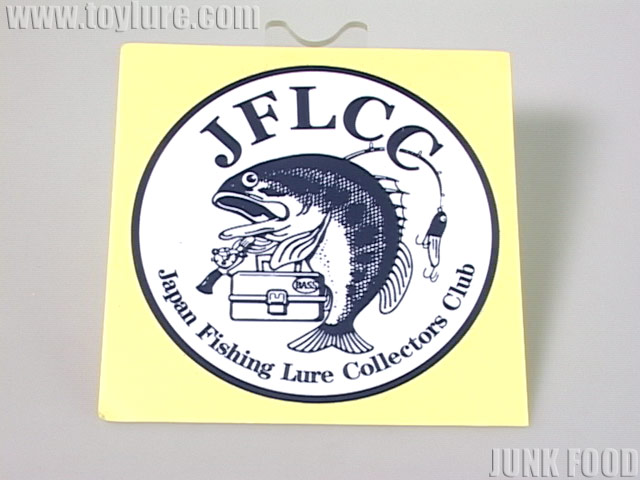 www.toylure.com
JFLCC
BASS
Japan Fishing Lure Collectors Club
JUNK FOOD